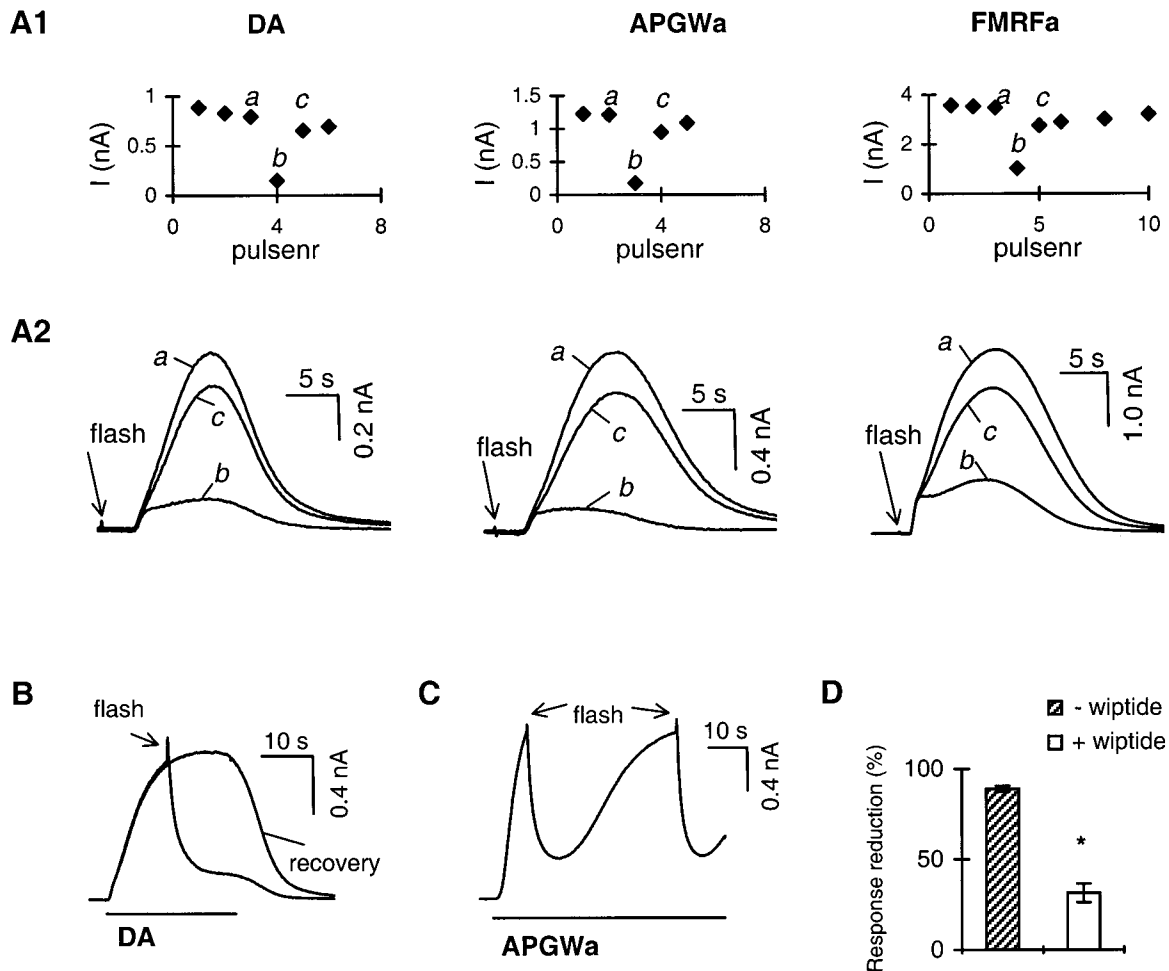 A1
DA
APGWa
FMRFa
I (nA)
1
0.5
0
a
b
c
0
4
8
pulsenr
I (nA)
1.5
1
0.5
0
a
b
c
0
4
8
pulsenr
I (nA)
4
2
0
a
b
c
0
5
10
pulsenr
A2
a
c
b
flash
5 s
0.2 nA
a
c
b
flash
5 s
0.4 nA
a
c
b
flash
5 s
1.0 nA
B
flash
10 s
0.4 nA
recovery
DA
C
flash
10 s
0.4 nA
APGWa
D
- wiptide
+ wiptide
Response reduction (%)
100
50
0
*